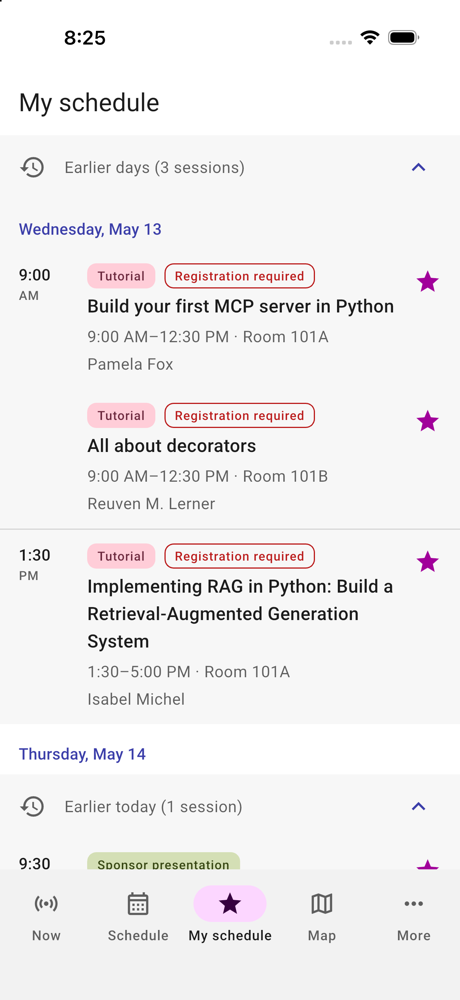 8:25
My schedule
Earlier days (3 sessions)
Wednesday, May 13
9:00
AM
Tutorial
Registration required
Build your first MCP server in Python
9:00 AM–12:30 PM · Room 101A
Pamela Fox
Tutorial
Registration required
All about decorators
9:00 AM–12:30 PM · Room 101B
Reuven M. Lerner
1:30
PM
Tutorial
Registration required
Implementing RAG in Python: Build a
Retrieval-Augmented Generation
System
1:30–5:00 PM · Room 101A
Isabel Michel
Thursday, May 14
Earlier today (1 session)
9:30
Sponsor presentation
Now
Schedule
My schedule
Map
More